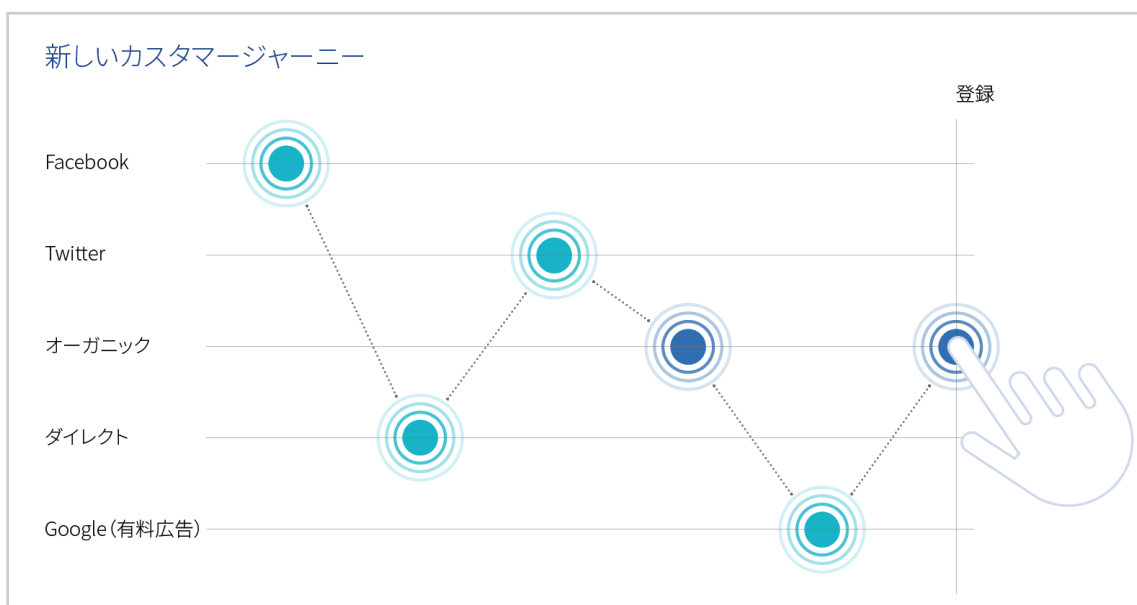 新しいカスタマージャーニー
登録
Facebook
Twitter
オーガニック
ダイレクト
Google（有料広告）